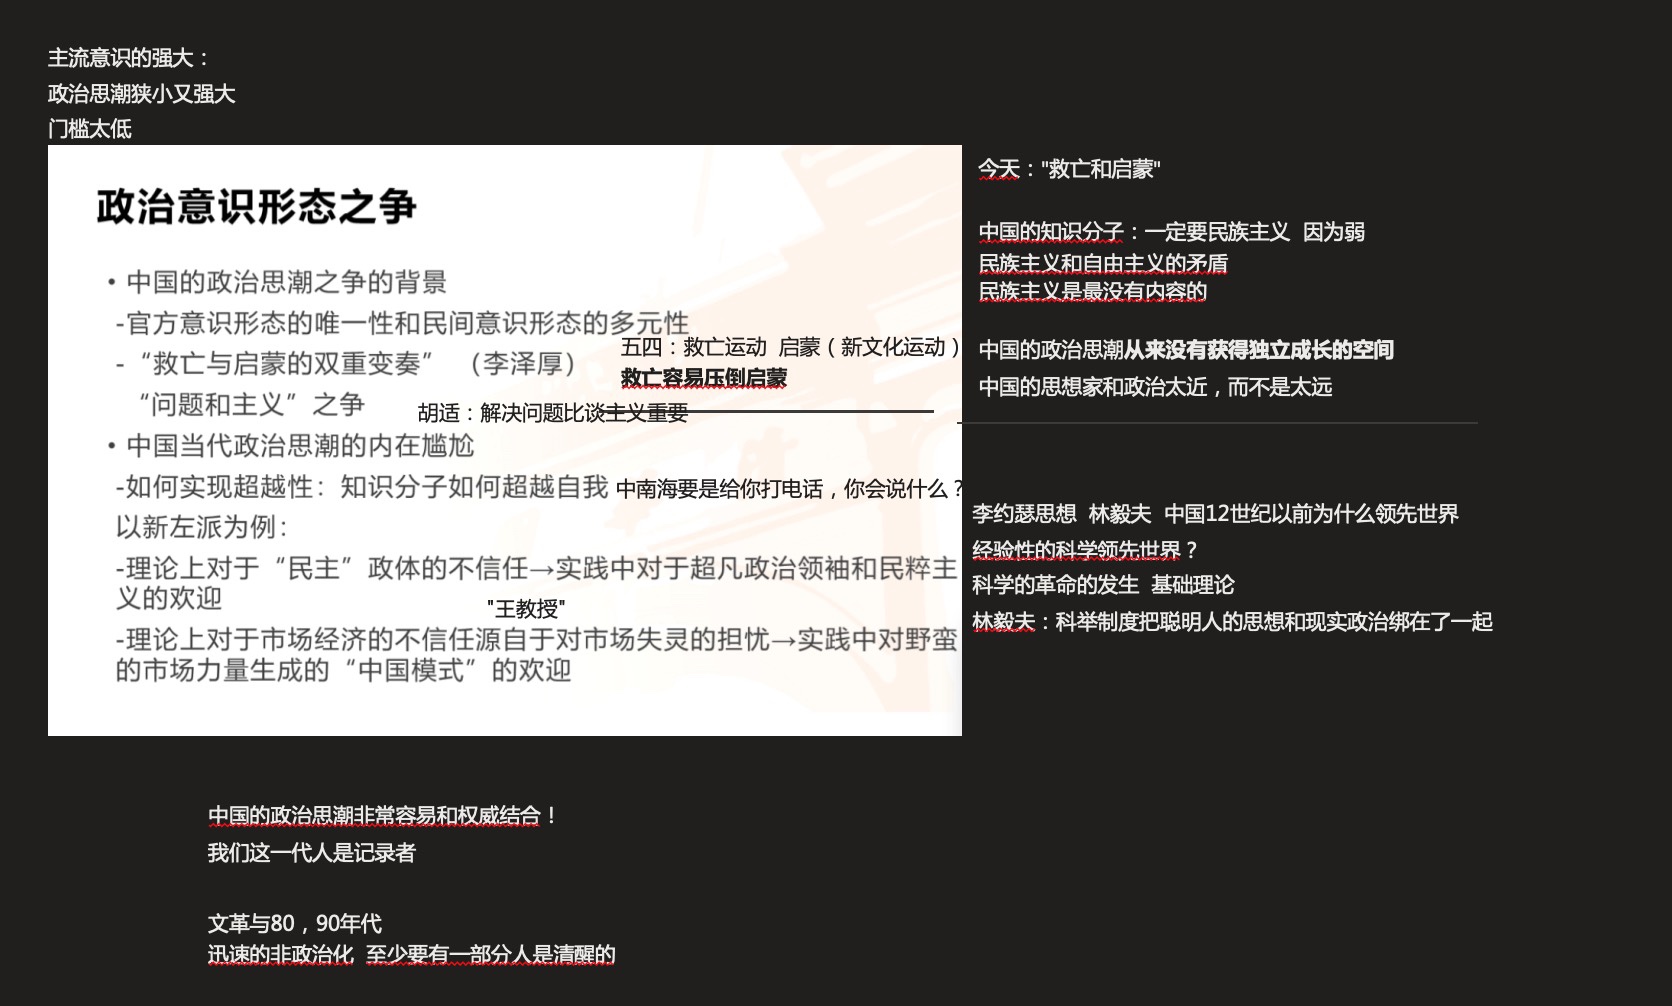 主流意识的强大：
政治思潮狭小又强大
门槛太低
政治意识形态之争
• 中国的政治思潮之争的背景
-官方意识形态的唯一性和民间意识形态的多元性
-“救亡与启蒙的双重变奏”（李泽厚）
五四：救亡运动 启蒙（新文化运动）
救亡容易压倒启蒙
“问题和主义”之争
胡适：解决问题比谈主义重要
• 中国当代政治思潮的内在尴尬
-如何实现超越性：知识分子如何超越自我
中南海要是给你打电话，你会说什么？
以新左派为例：
-理论上对于“民主”政体的不信任→实践中对于超凡政治领袖和民粹主
义的欢迎
"王教授"
-理论上对于市场经济的不信任源自于对市场失灵的担忧→实践中对野蛮
的市场力量生成的“中国模式”的欢迎
今天："救亡和启蒙"
中国的知识分子：一定要民族主义 因为弱
民族主义和自由主义的矛盾
民族主义是最没有内容的
中国的政治思潮从来没有获得独立成长的空间
中国的思想家和政治太近，而不是太远
李约瑟思想 林毅夫 中国12世纪以前为什么领先世界
经验性的科学领先世界？
科学的革命的发生 基础理论
林毅夫：科举制度把聪明人的思想和现实政治绑在了一起
中国的政治思潮非常容易和权威结合！
我们这一代人是记录者
文革与80，90年代
迅速的非政治化, 至少要有一部分人是清醒的